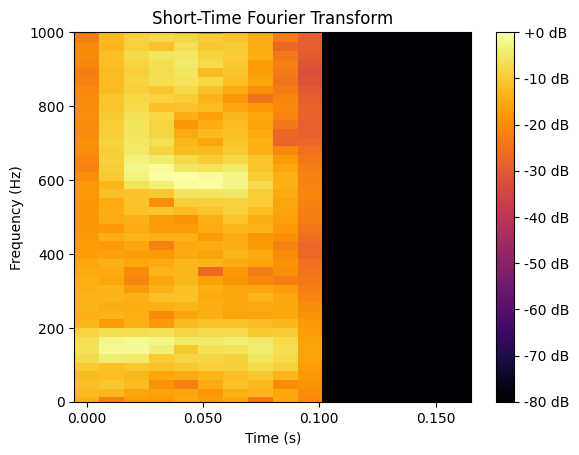 Short-Time Fourier Transform
1000
800
600
400
200
0
Frequency (Hz)
0.000
0.050
0.100
0.150
Time (s)
+0 dB
-10 dB
-20 dB
-30 dB
-40 dB
-50 dB
-60 dB
-70 dB
-80 dB